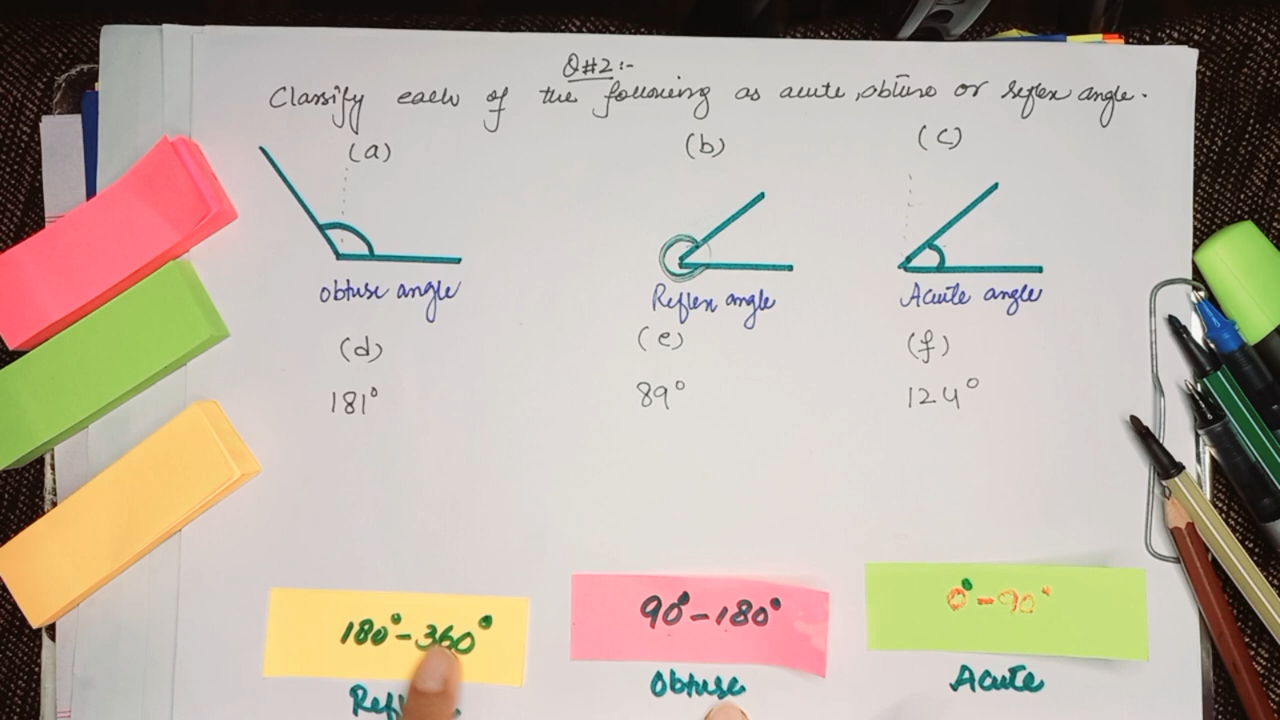 Q#2:-
Classify each of the following as acute, obtuse or reflex angle.
(a) (b) (c)
obtuse angle Reflex angle Acute angle
(d) (e) (f)
181° 89° 124°
180°-360° 90°-180° 0°-90°
Obtuse Acute